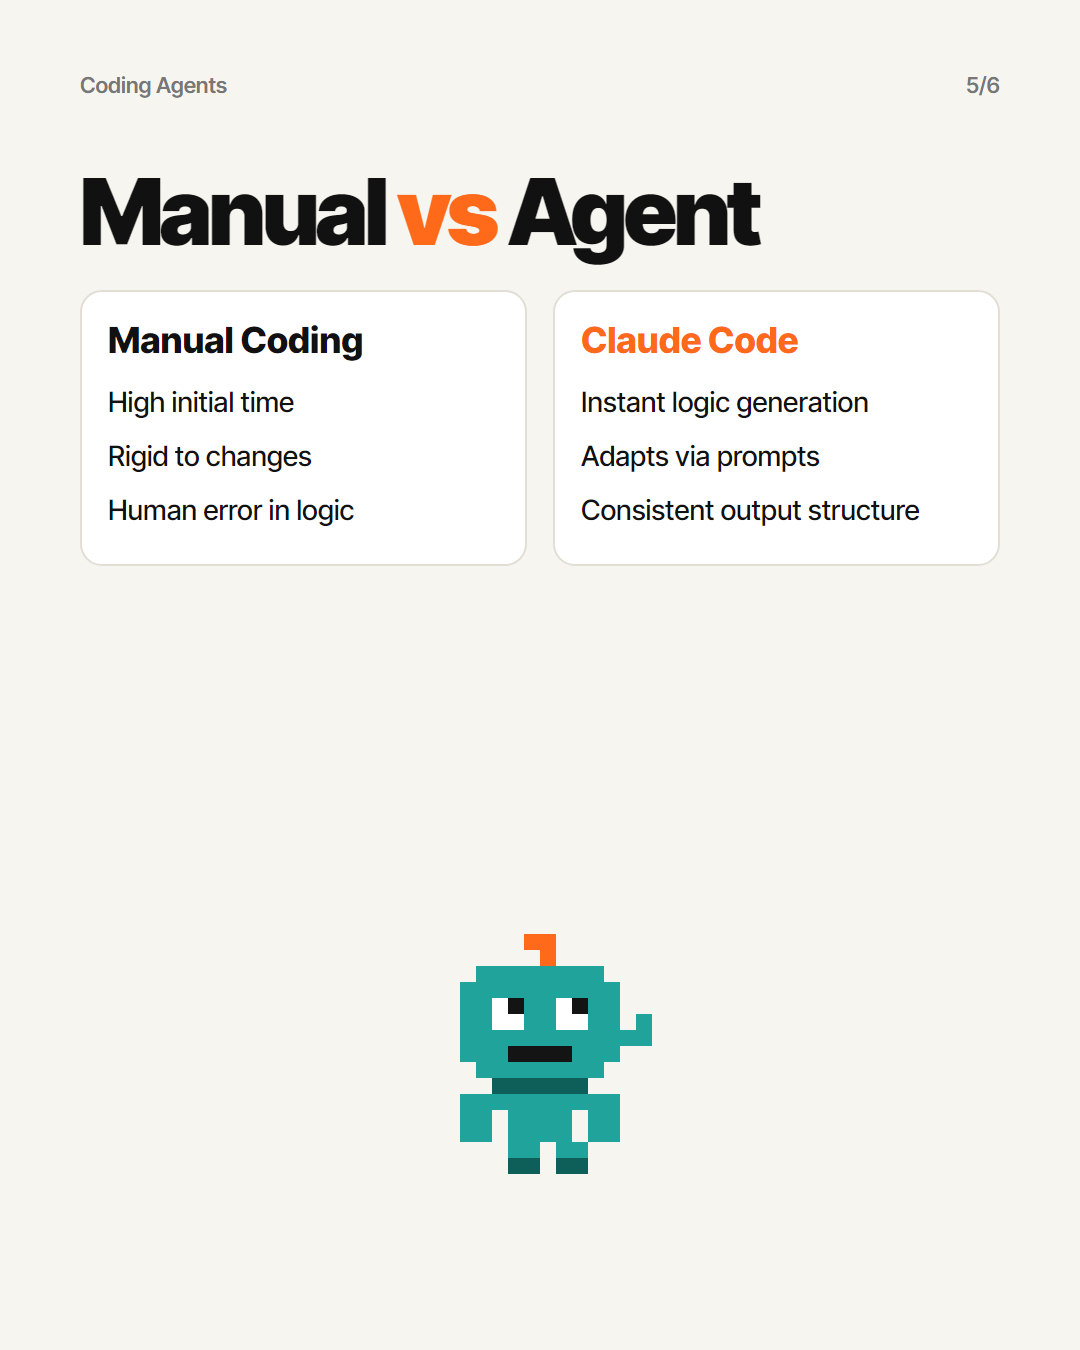 Coding Agents
5/6
Manual vs Agent
Manual Coding
High initial time
Rigid to changes
Human error in logic
Claude Code
Instant logic generation
Adapts via prompts
Consistent output structure